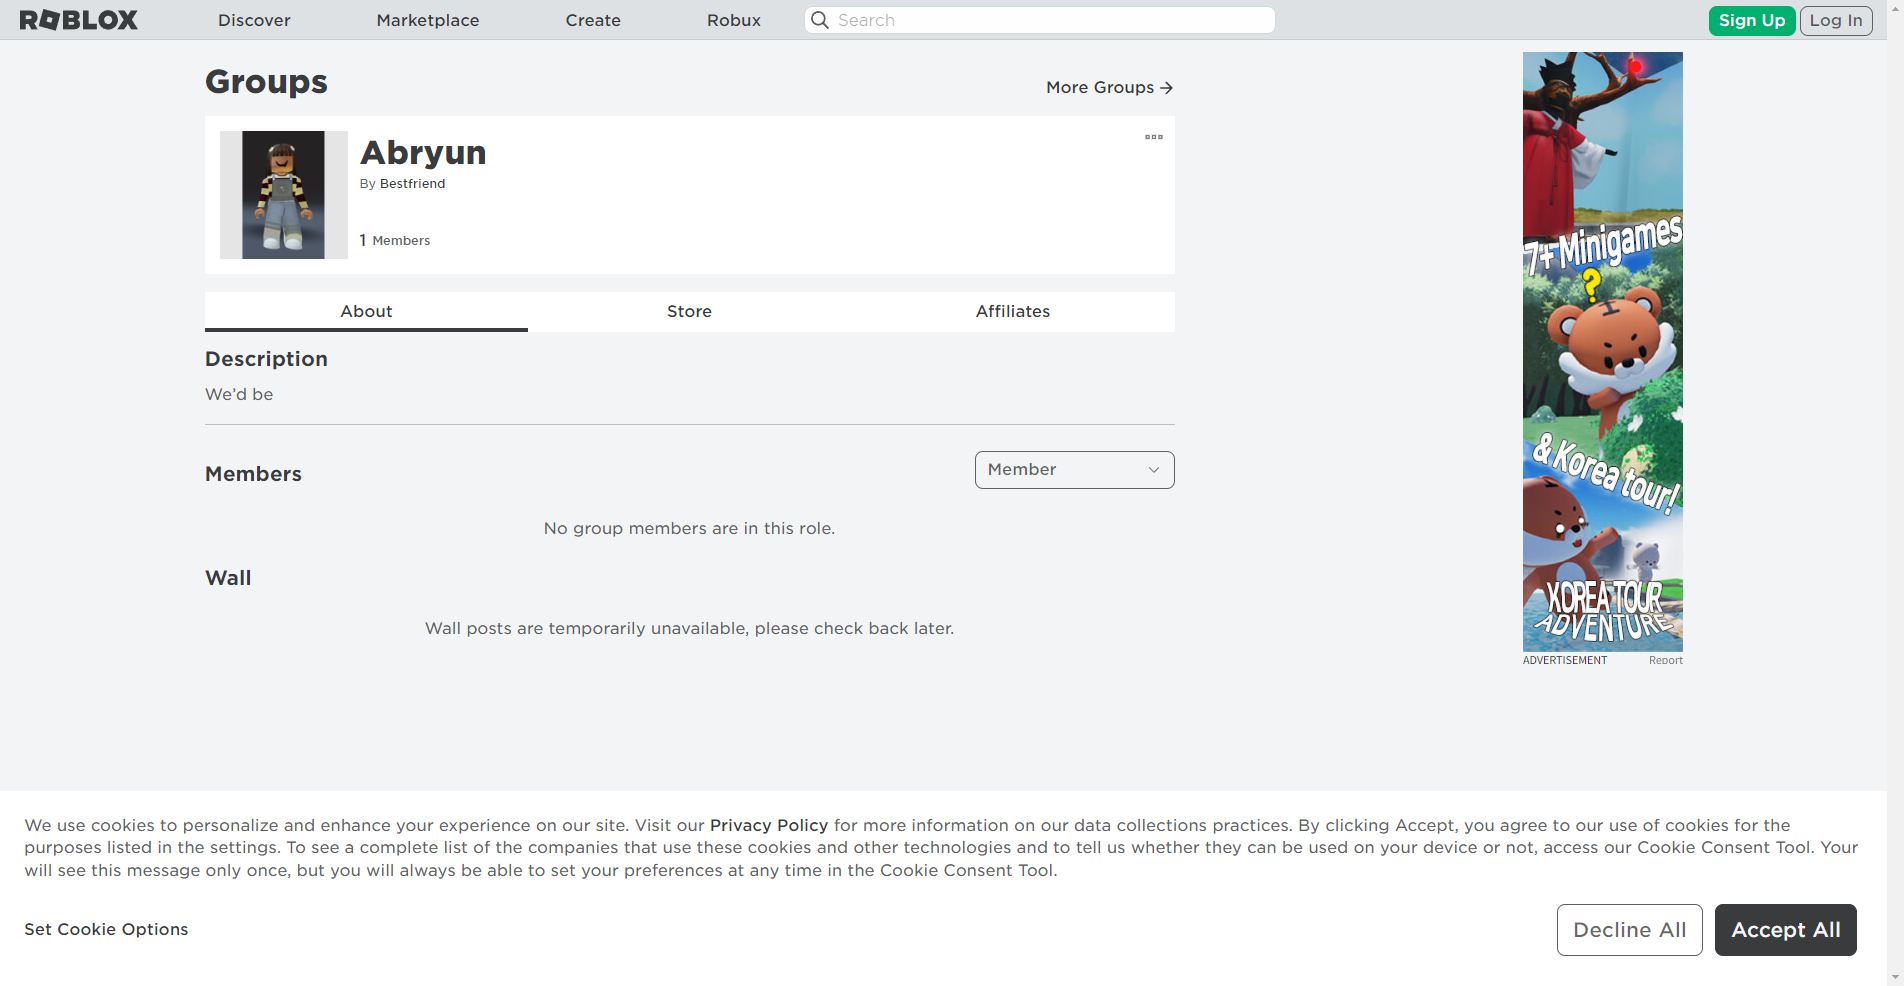 ROBLOX Discover Marketplace Create Robux Search Sign Up Log In
Groups
More Groups
Abryun
By Bestfriend
1 Members
About Store Affiliates
Description
We'd be
Members
Member
No group members are in this role.
Wall
Wall posts are temporarily unavailable, please check back later.
7+ Minigames
?
& Korea tour!
KOREA TOUR
ADVENTURE
ADVERTISEMENT Report
We use cookies to personalize and enhance your experience on our site. Visit our Privacy Policy for more information on our data collections practices. By clicking Accept, you agree to our use of cookies for the
purposes listed in the settings. To see a complete list of the companies that use these cookies and other technologies and to tell us whether they can be used on your device or not, access our Cookie Consent Tool. Your
will see this message only once, but you will always be able to set your preferences at any time in the Cookie Consent Tool.
Set Cookie Options
Decline All Accept All